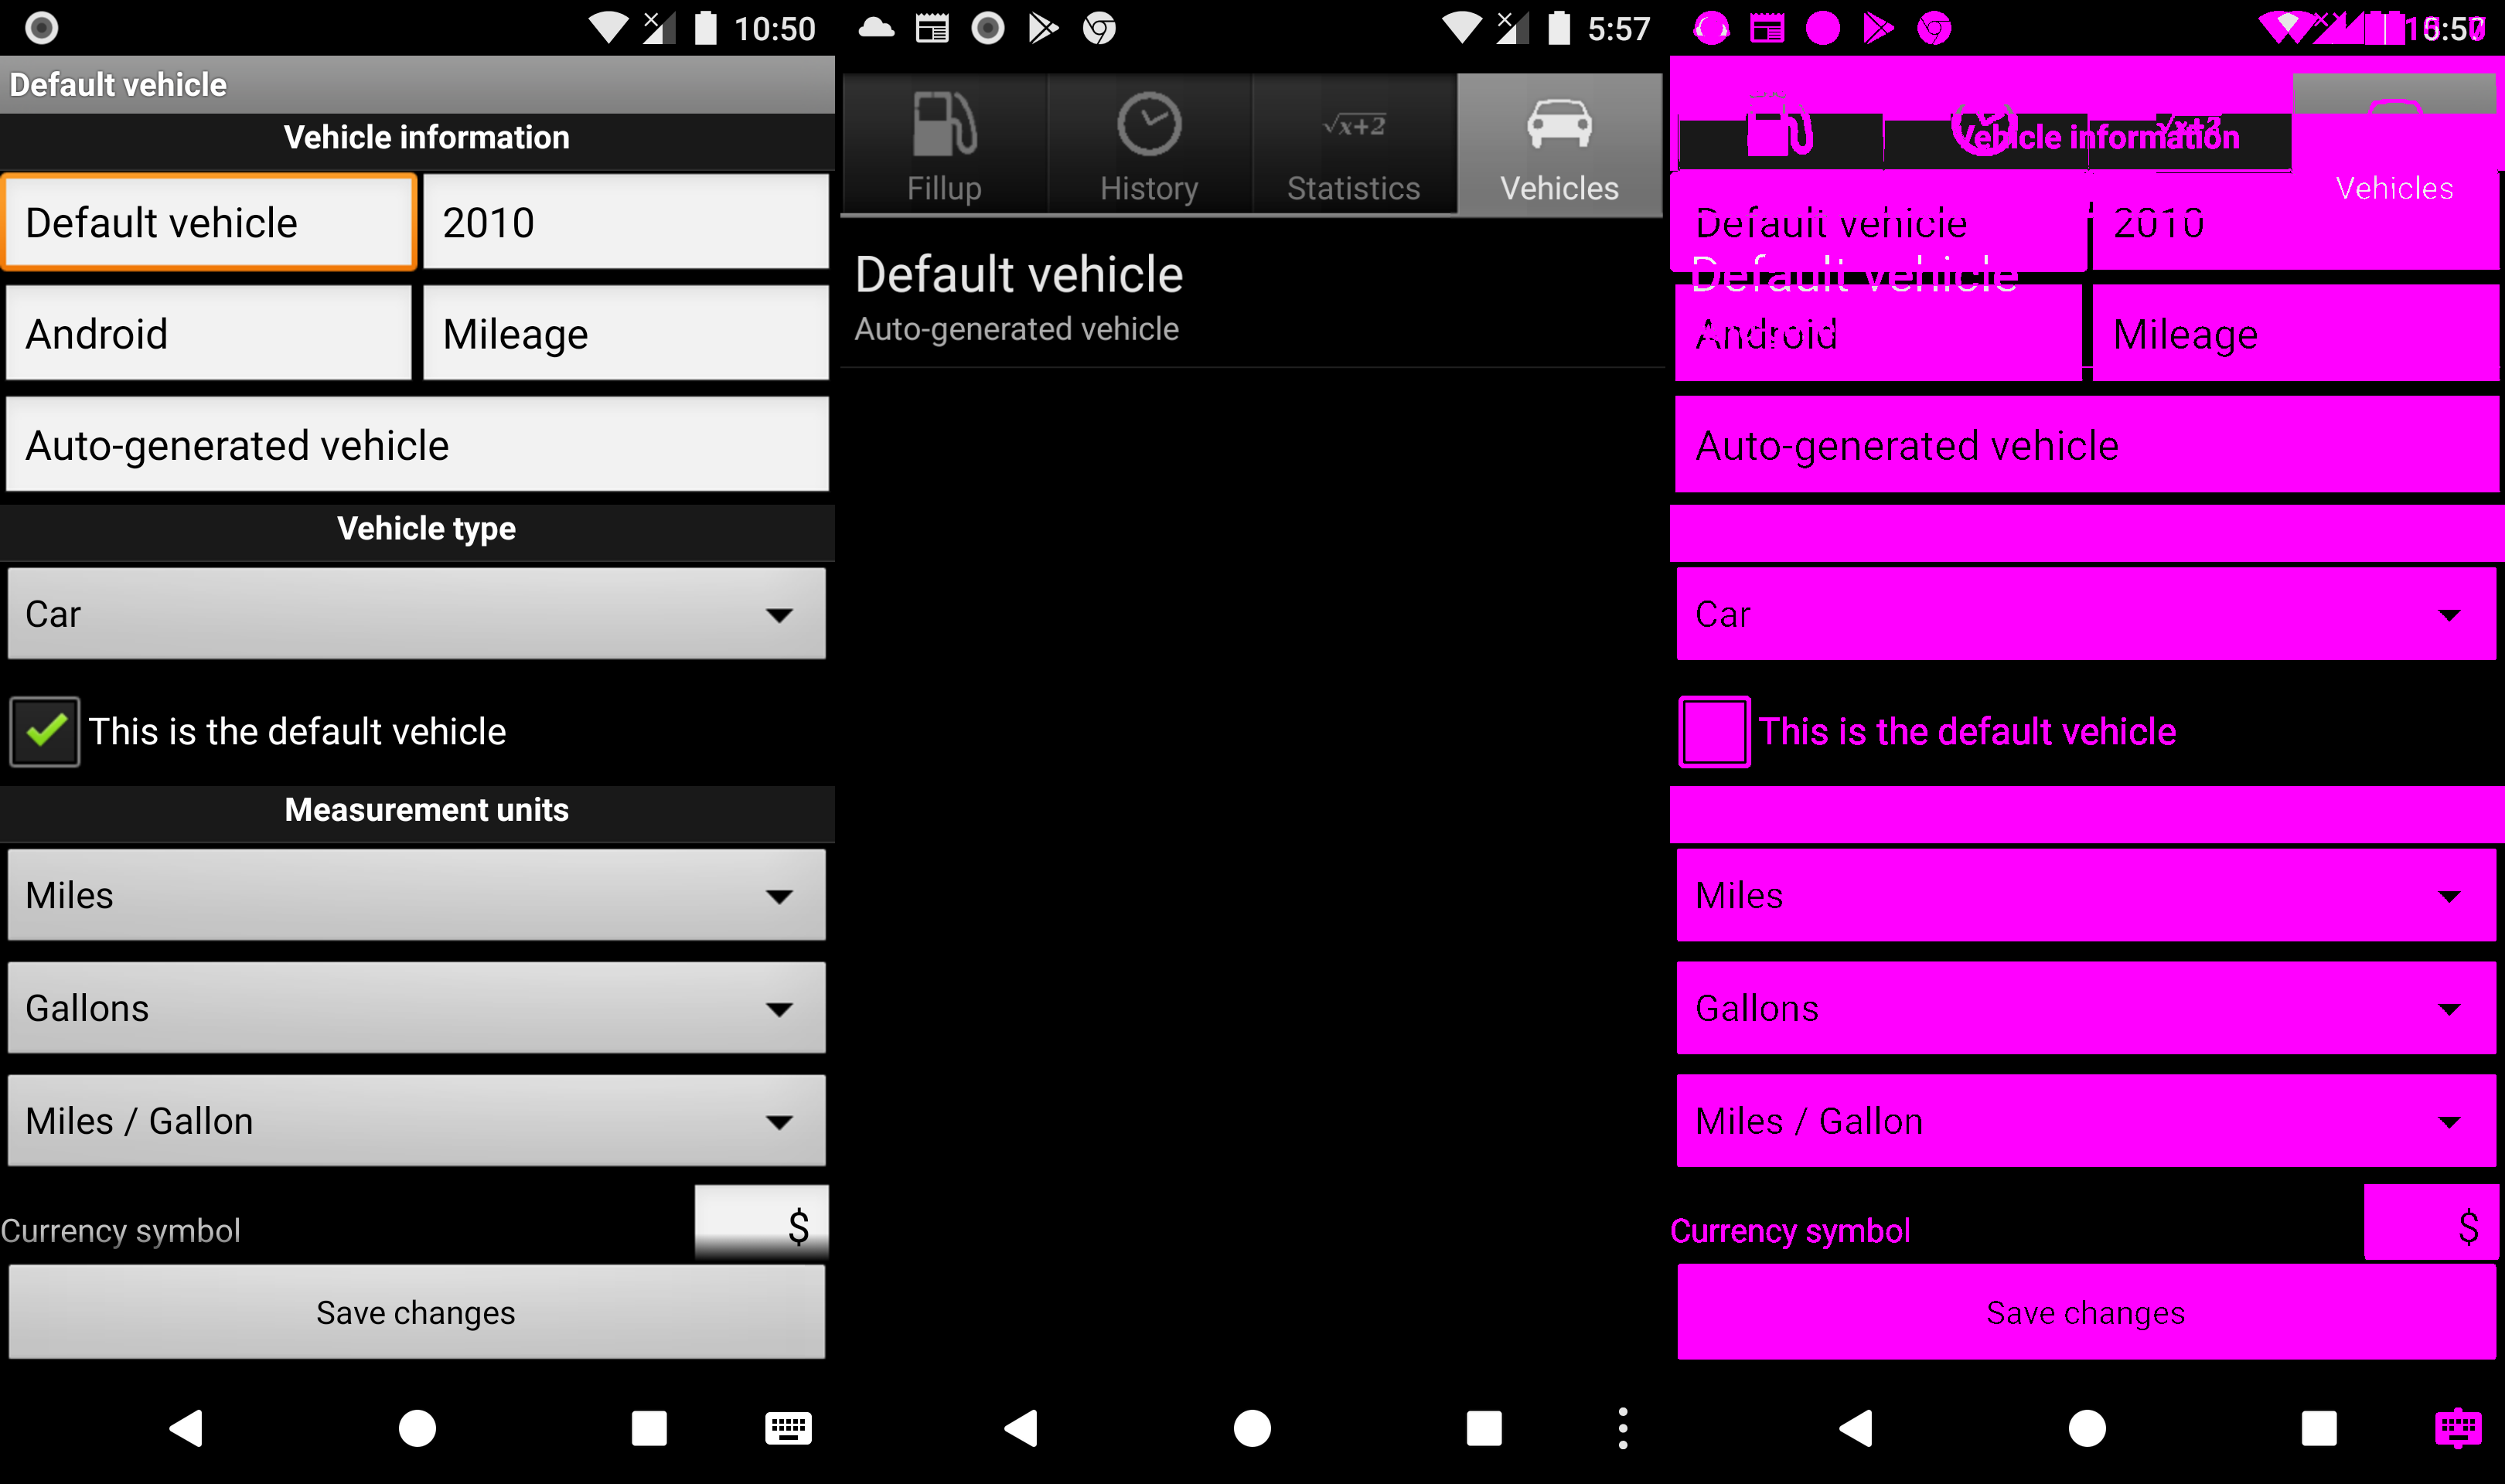 10:50
Default vehicle
Vehicle information
Default vehicle
2010
Android
Mileage
Auto-generated vehicle
Vehicle type
Car
This is the default vehicle
Measurement units
Miles
Gallons
Miles / Gallon
Currency symbol
$
Save changes
5:57
Fillup
History
√x+2
Statistics
Vehicles
Default vehicle
Auto-generated vehicle
Vehicle information
Vehicles
Default vehicle
2010
Default vehicle
Android
Mileage
Auto-generated vehicle
Car
This is the default vehicle
Miles
Gallons
Miles / Gallon
Currency symbol
$
Save changes